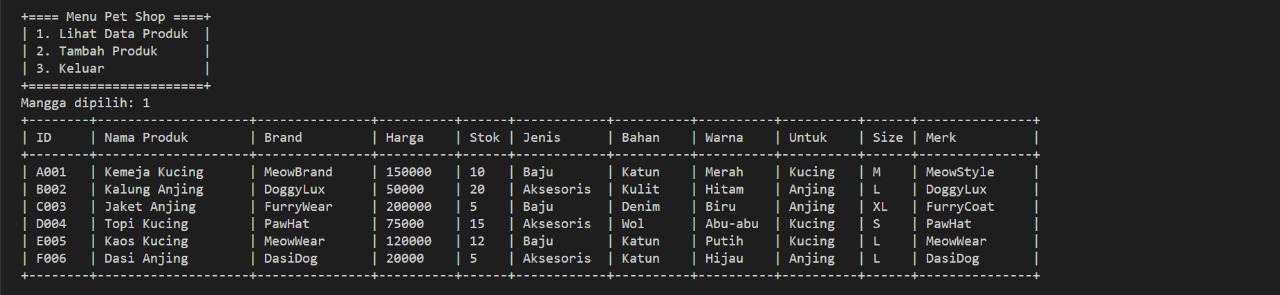 +==== Menu Pet Shop ====+
| 1. Lihat Data Produk  |
| 2. Tambah Produk      |
| 3. Keluar             |
+=======================+
Mangga dipilih: 1
+--------+--------------------+---------------+----------+------+------------+----------+----------+----------+------+---------------+
| ID     | Nama Produk        | Brand         | Harga    | Stok | Jenis      | Bahan    | Warna    | Untuk    | Size | Merk          |
+--------+--------------------+---------------+----------+------+------------+----------+----------+----------+------+---------------+
| A001   | Kemeja Kucing      | MeowBrand     | 150000   | 10   | Baju       | Katun    | Merah    | Kucing   | M    | MeowStyle     |
| B002   | Kalung Anjing      | DoggyLux      | 50000    | 20   | Aksesoris  | Kulit    | Hitam    | Anjing   | L    | DoggyLux      |
| C003   | Jaket Anjing       | FurryWear     | 200000   | 5    | Baju       | Denim    | Biru     | Anjing   | XL   | FurryCoat     |
| D004   | Topi Kucing        | PawHat        | 75000    | 15   | Aksesoris  | Wol      | Abu-abu  | Kucing   | S    | PawHat        |
| E005   | Kaos Kucing        | MeowWear      | 120000   | 12   | Baju       | Katun    | Putih    | Kucing   | L    | MeowWear      |
| F006   | Dasi Anjing        | DasiDog       | 20000    | 5    | Aksesoris  | Katun    | Hijau    | Anjing   | L    | DasiDog       |
+--------+--------------------+---------------+----------+------+------------+----------+----------+----------+------+---------------+